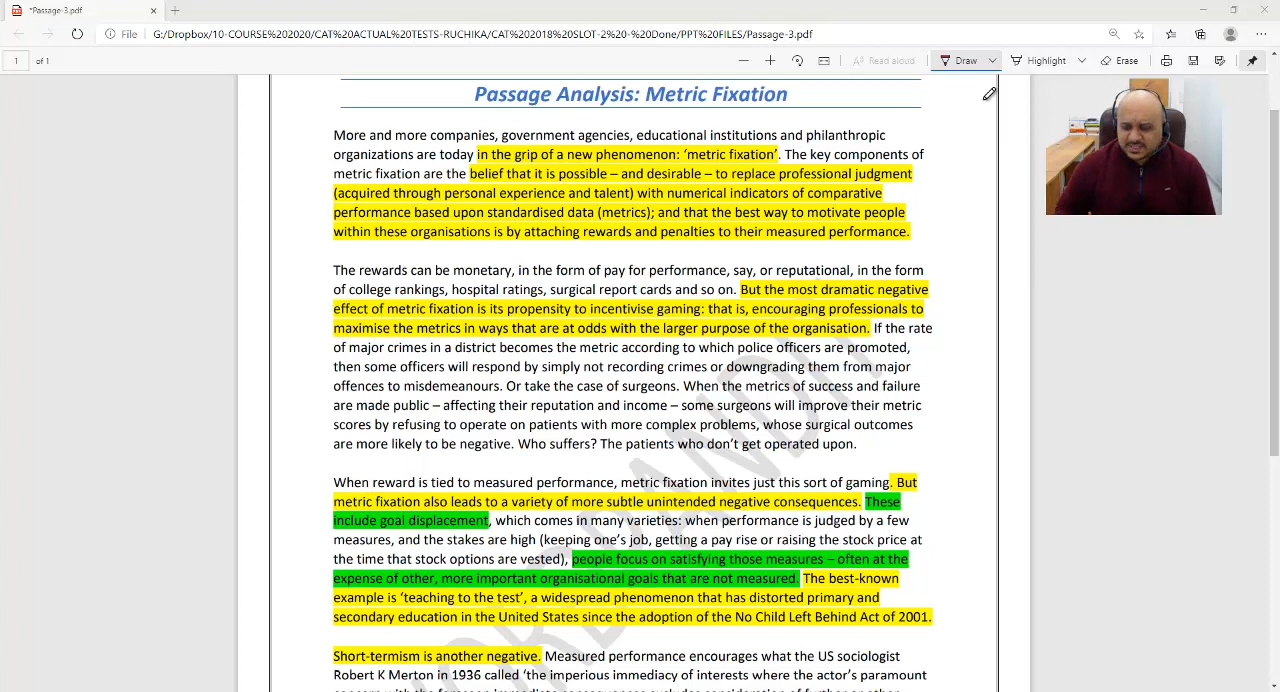 *Passage-3.pdf
File
G:/Dropbox/10-COURSE%202020/CAT%20ACTUAL%20TESTS-RUCHIKA/CAT%202018%20SLOT-2%20-%20Done/PPT%20FILES/Passage-3.pdf
1 of 1
Read aloud
Draw
Highlight
Erase
Passage Analysis: Metric Fixation
More and more companies, government agencies, educational institutions and philanthropic
organizations are today in the grip of a new phenomenon: ‘metric fixation’. The key components of
metric fixation are the belief that it is possible – and desirable – to replace professional judgment
(acquired through personal experience and talent) with numerical indicators of comparative
performance based upon standardised data (metrics); and that the best way to motivate people
within these organisations is by attaching rewards and penalties to their measured performance.
The rewards can be monetary, in the form of pay for performance, say, or reputational, in the form
of college rankings, hospital ratings, surgical report cards and so on. But the most dramatic negative
effect of metric fixation is its propensity to incentivise gaming: that is, encouraging professionals to
maximise the metrics in ways that are at odds with the larger purpose of the organisation. If the rate
of major crimes in a district becomes the metric according to which police officers are promoted,
then some officers will respond by simply not recording crimes or downgrading them from major
offences to misdemeanours. Or take the case of surgeons. When the metrics of success and failure
are made public – affecting their reputation and income – some surgeons will improve their metric
scores by refusing to operate on patients with more complex problems, whose surgical outcomes
are more likely to be negative. Who suffers? The patients who don’t get operated upon.
When reward is tied to measured performance, metric fixation invites just this sort of gaming. But
metric fixation also leads to a variety of more subtle unintended negative consequences. These
include goal displacement, which comes in many varieties: when performance is judged by a few
measures, and the stakes are high (keeping one’s job, getting a pay rise or raising the stock price at
the time that stock options are vested), people focus on satisfying those measures – often at the
expense of other, more important organisational goals that are not measured. The best-known
example is ‘teaching to the test’, a widespread phenomenon that has distorted primary and
secondary education in the United States since the adoption of the No Child Left Behind Act of 2001.
Short-termism is another negative. Measured performance encourages what the US sociologist
Robert K Merton in 1936 called ‘the imperious immediacy of interests where the actor’s paramount